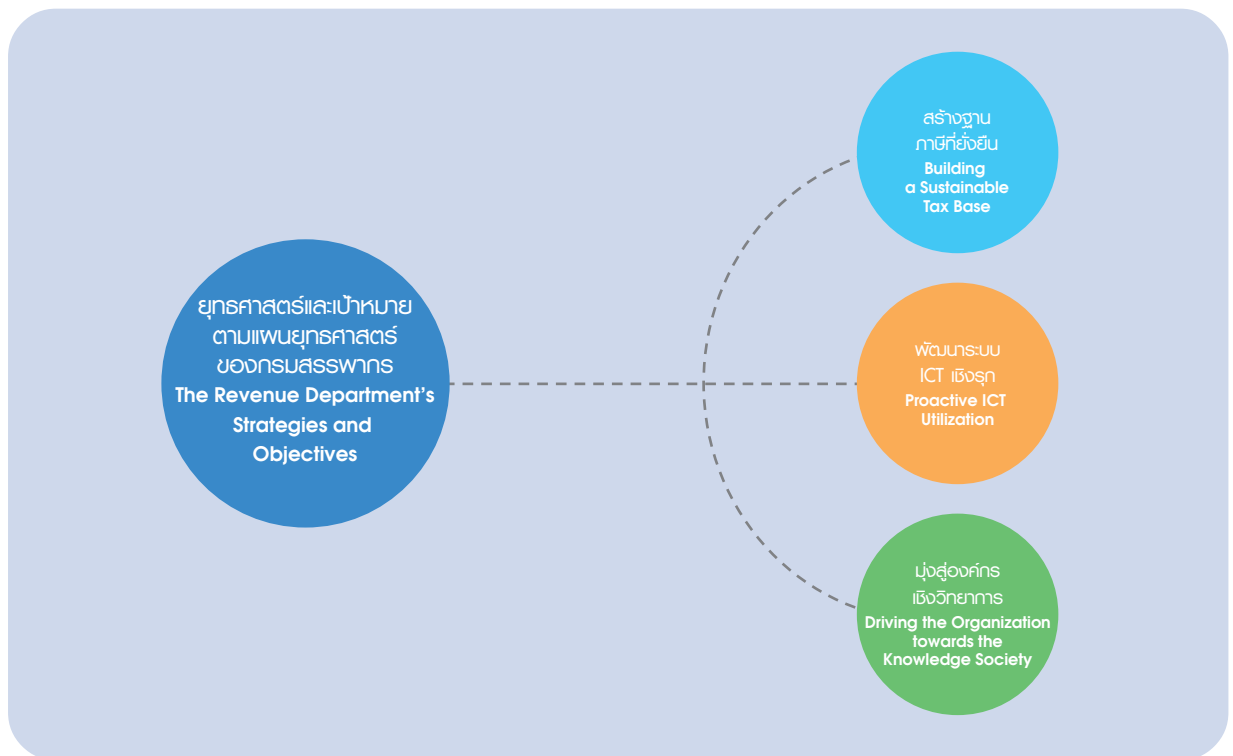 ยุทธศาสตร์และเป้าหมาย
ตามแผนยุทธศาสตร์
ของกรมสรรพากร
The Revenue Department's
Strategies and
Objectives
สร้างฐาน
ภาษีที่ยั่งยืน
Building
a Sustainable
Tax Base
พัฒนาระบบ
ICT เชิงรุก
Proactive ICT
Utilization
มุ่งสู่องค์กร
เชิงวิทยาการ
Driving the Organization
towards the
Knowledge Society